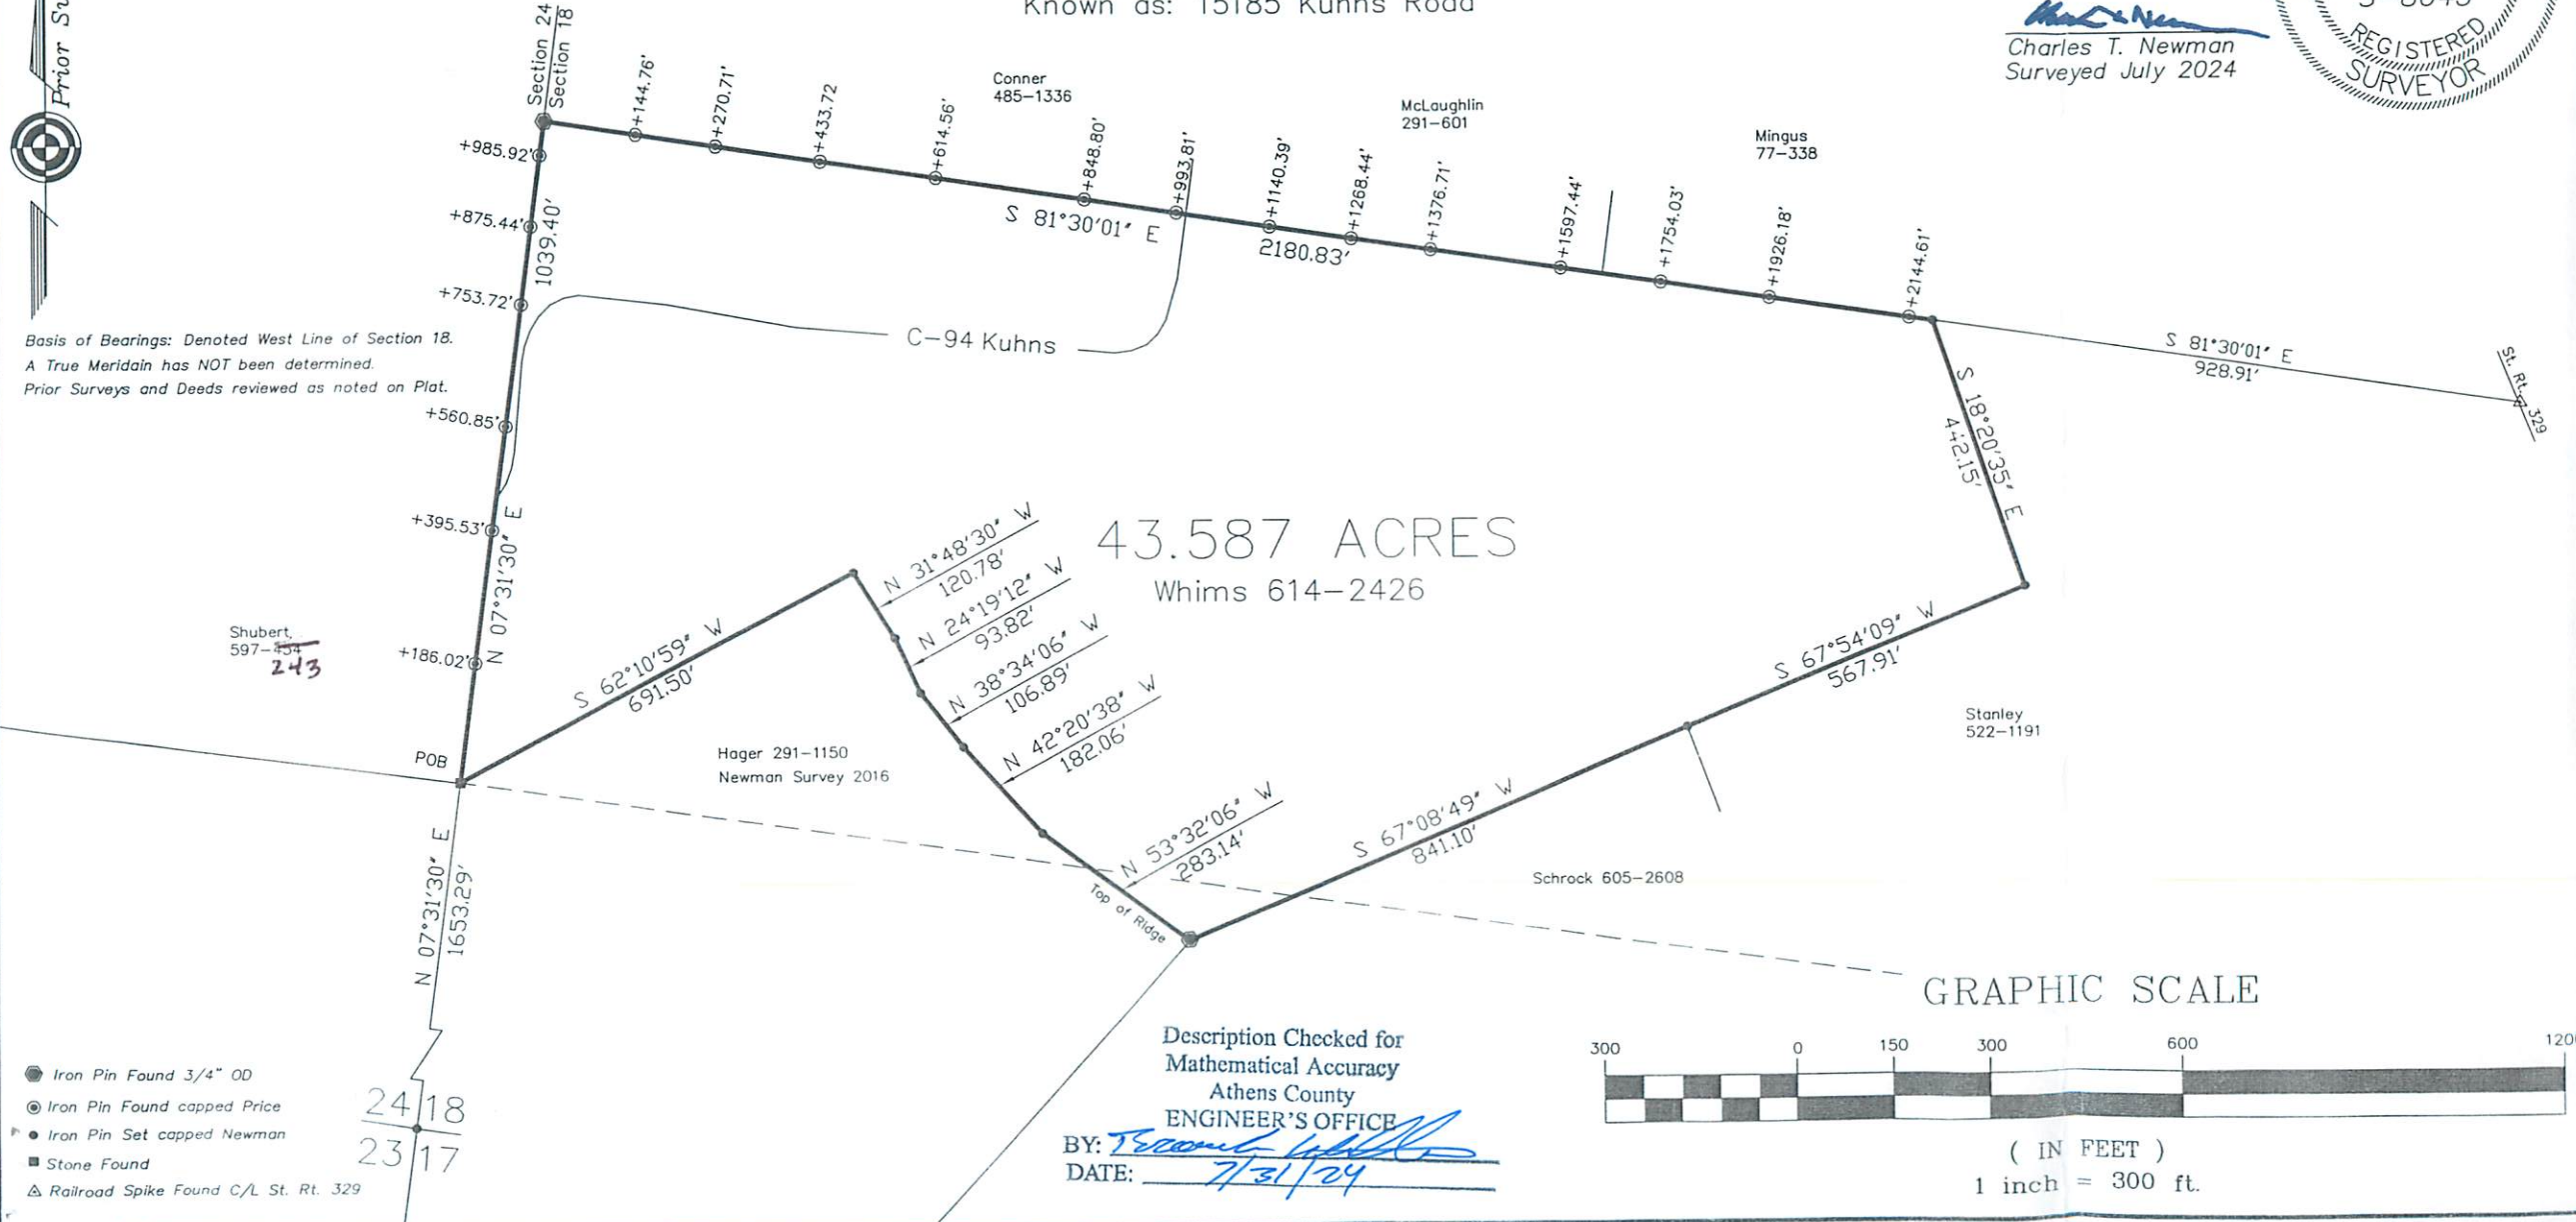 Prior Su
Known as: 15185 Kuhns Road
Charles T. Newman
Surveyed July 2024
REGISTERED
SURVEYOR
Section 24
Section 18
Conner
485-1336
McLaughlin
291-601
Mingus
77-338
+144.76'
+270.71'
+433.72
+614.56'
+848.80'
+993.81'
+1140.39'
+1268.44'
+1376.71'
+1597.44'
+1754.03'
+1926.18'
+2144.61'
S 81°30'01" E
2180.83'
S 81°30'01" E
928.91'
St. Rt. 329
+985.92'
+875.44'
+753.72'
+560.85'
+395.53'
+186.02'
1039.40'
N 07°31'30" E
C-94 Kuhns
Basis of Bearings: Denoted West Line of Section 18.
A True Meridain has NOT been determined.
Prior Surveys and Deeds reviewed as noted on Plat.
S 18°20'35" E
442.15'
43.587 ACRES
Whims 614-2426
N 31°48'30" W
120.78'
N 24°19'12" W
93.82'
N 38°34'06" W
106.89'
N 42°20'38" W
182.06'
N 53°32'06" W
283.14'
Top of Ridge
S 62°10'59" W
691.50'
S 67°54'09" W
567.91'
S 67°08'49" W
841.10'
Shubert,
597-434
243
Stanley
522-1191
POB
Hager 291-1150
Newman Survey 2016
Schrock 605-2608
N 07°31'30" E
1653.29'
GRAPHIC SCALE
300 0 150 300 600 120
( IN FEET )
1 inch = 300 ft.
Description Checked for
Mathematical Accuracy
Athens County
ENGINEER'S OFFICE
BY:
DATE: 7/31/24
Iron Pin Found 3/4" OD
Iron Pin Found capped Price
Iron Pin Set capped Newman
Stone Found
Railroad Spike Found C/L St. Rt. 329
24 18
23 17